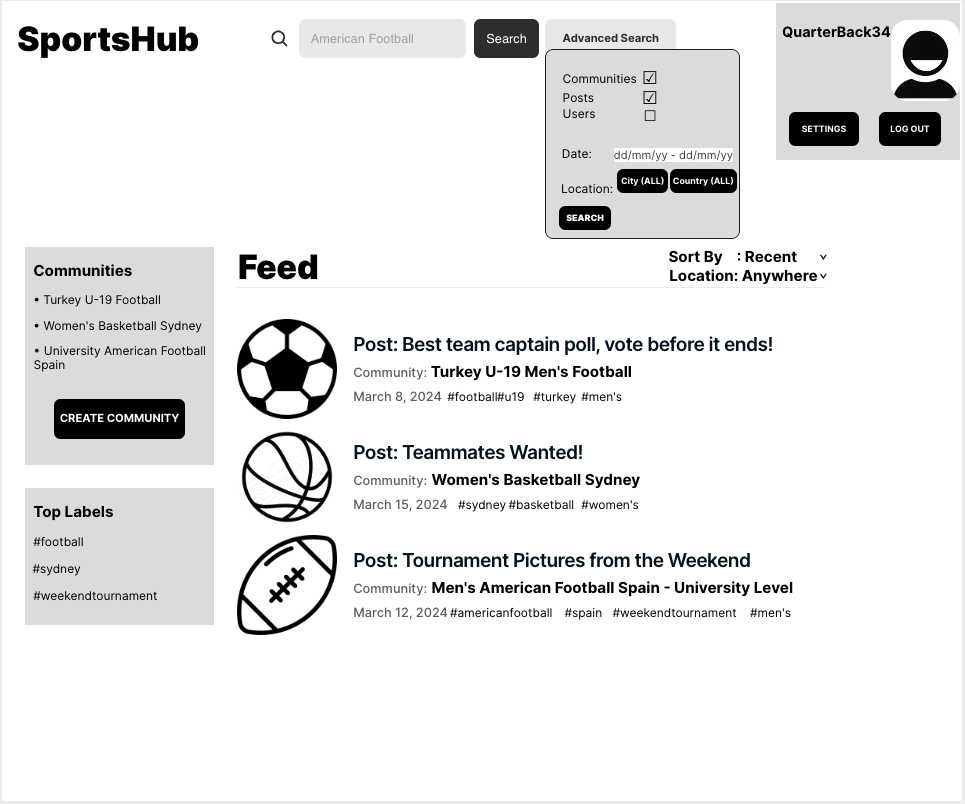 SportsHub
American Football
Search
Advanced Search
QuarterBack34
SETTINGS
LOG OUT
Communities ☑
Posts ☑
Users ☐
Date: dd/mm/yy - dd/mm/yy
Location: City (ALL) Country (ALL)
SEARCH
Communities
• Turkey U-19 Football
• Women's Basketball Sydney
• University American Football
Spain
CREATE COMMUNITY
Top Labels
#football
#sydney
#weekendtournament
Feed
Sort By : Recent
Location: Anywhere
Post: Best team captain poll, vote before it ends!
Community: Turkey U-19 Men's Football
March 8, 2024 #football#u19 #turkey #men's
Post: Teammates Wanted!
Community: Women's Basketball Sydney
March 15, 2024 #sydney #basketball #women's
Post: Tournament Pictures from the Weekend
Community: Men's American Football Spain - University Level
March 12, 2024 #americanfootball #spain #weekendtournament #men's